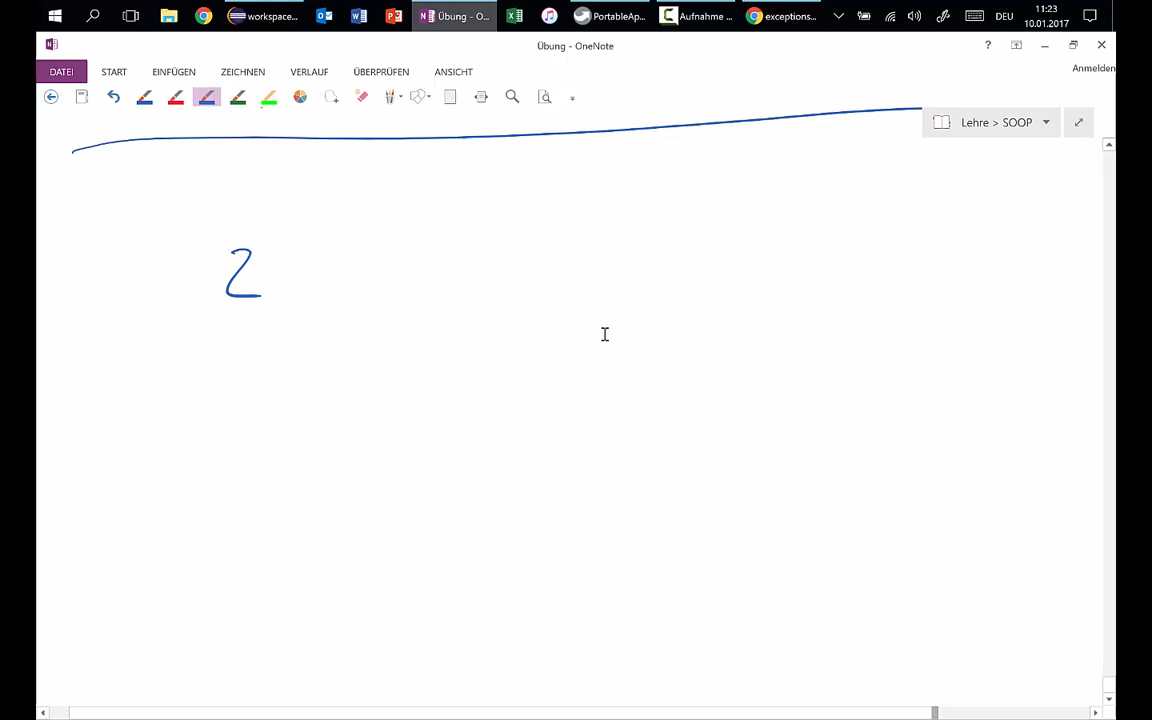 workspace... Übung - O... PortableAp... Aufnahme ... exceptions... DEU 11:23
10.01.2017
Übung - OneNote
DATEI START EINFÜGEN ZEICHNEN VERLAUF ÜBERPRÜFEN ANSICHT Anmelden
Lehre > SOOP
2